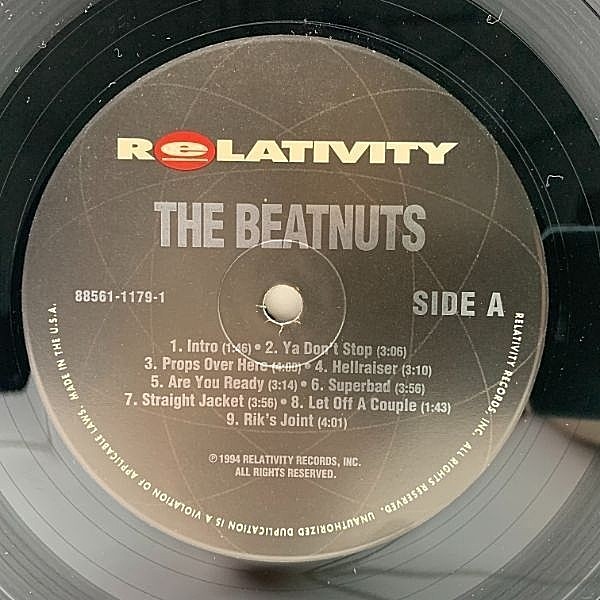 RELATIVITY
THE BEATNUTS
88561-1179-1
SIDE A
1. Intro (1:46) • 2. Ya Don't Stop (3:06)
3. Props Over Here (4:00) • 4. Hellraiser (3:10)
5. Are You Ready (3:14) • 6. Superbad (3:56)
7. Straight Jacket (3:56) • 8. Let Off A Couple (1:43)
9. Rik's Joint (4:01)
℗ 1994 RELATIVITY RECORDS, INC.
ALL RIGHTS RESERVED.
RELATIVITY RECORDS, INC. ALL RIGHTS RESERVED. UNAUTHORIZED DUPLICATION IS A VIOLATION OF APPLICABLE LAWS. MADE IN THE U.S.A.